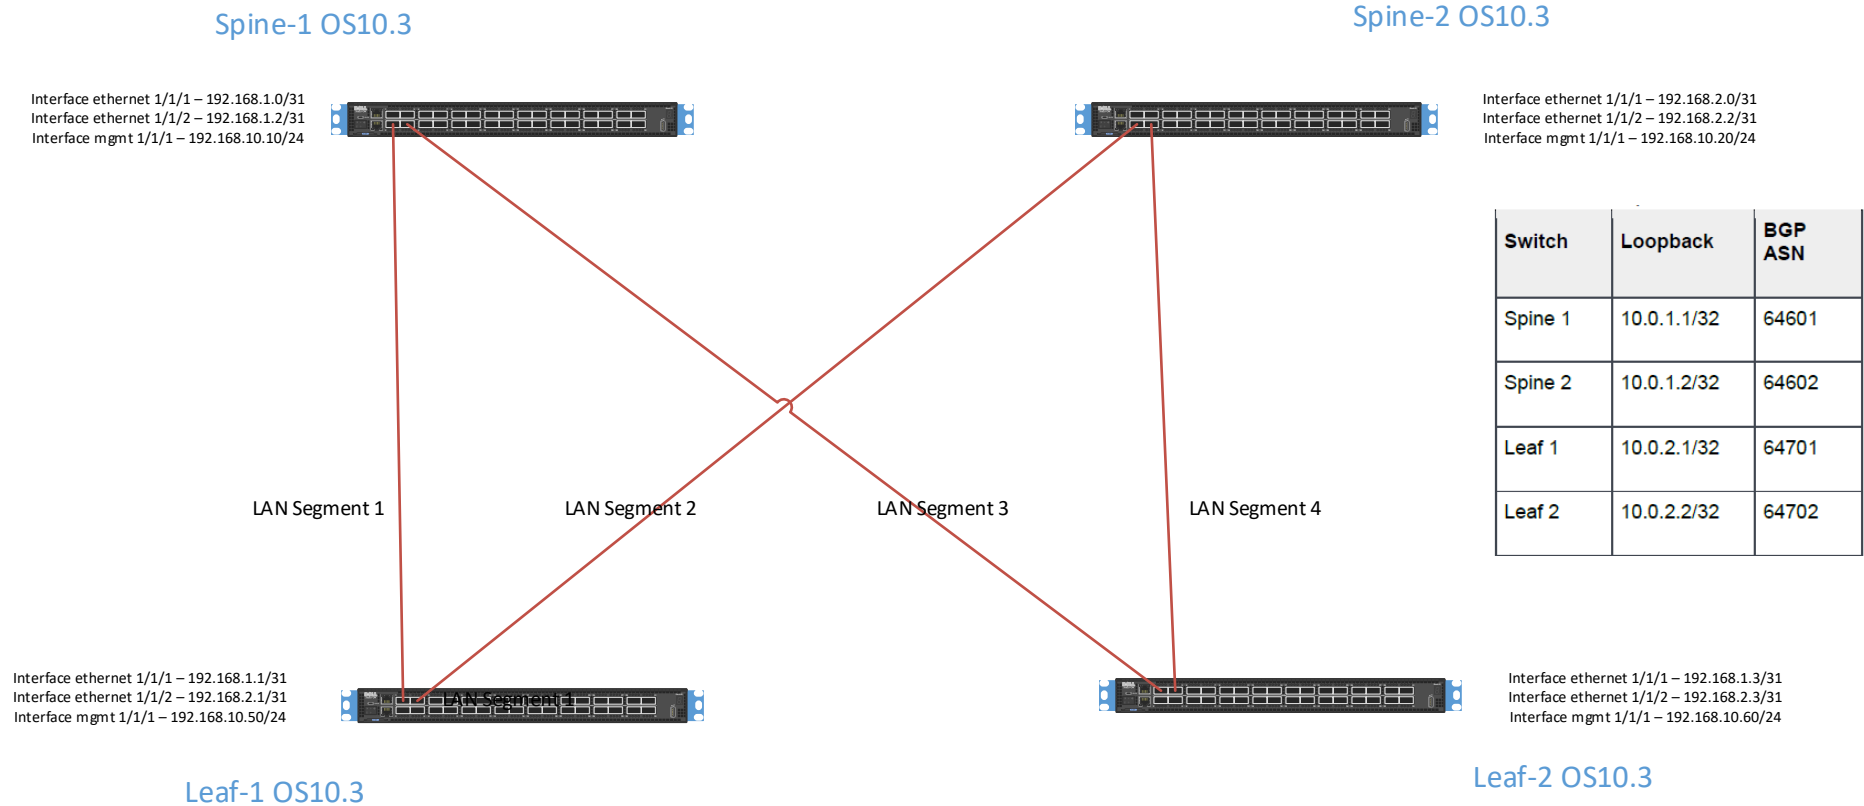 Spine-1 OS10.3
Spine-2 OS10.3
Interface ethernet 1/1/1 – 192.168.1.0/31
Interface ethernet 1/1/2 – 192.168.1.2/31
Interface mgmt 1/1/1 – 192.168.10.10/24
Interface ethernet 1/1/1 – 192.168.2.0/31
Interface ethernet 1/1/2 – 192.168.2.2/31
Interface mgmt 1/1/1 – 192.168.10.20/24
Switch Loopback BGP
ASN
Spine 1 10.0.1.1/32 64601
Spine 2 10.0.1.2/32 64602
Leaf 1 10.0.2.1/32 64701
Leaf 2 10.0.2.2/32 64702
LAN Segment 1
LAN Segment 2
LAN Segment 3
LAN Segment 4
Interface ethernet 1/1/1 – 192.168.1.1/31
Interface ethernet 1/1/2 – 192.168.2.1/31
Interface mgmt 1/1/1 – 192.168.10.50/24
LAN Segment 1
Interface ethernet 1/1/1 – 192.168.1.3/31
Interface ethernet 1/1/2 – 192.168.2.3/31
Interface mgmt 1/1/1 – 192.168.10.60/24
Leaf-1 OS10.3
Leaf-2 OS10.3